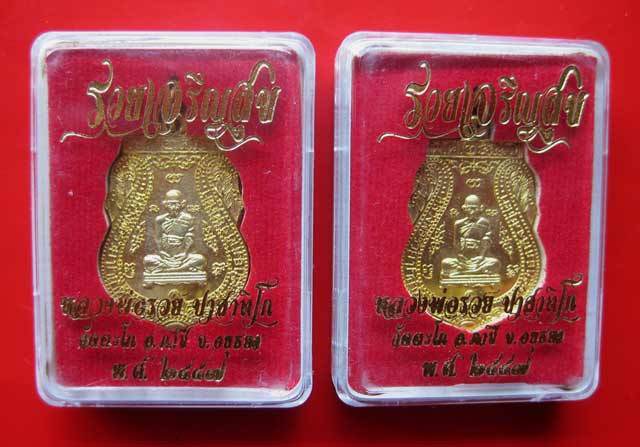 รวยเจริญสุข
หลวงพ่อรวย ปาสาทิโก
วัดตะโก อ.ภาชี จ.อยุธยา
พ.ศ. ๒๕๕๗
รวยเจริญสุข
หลวงพ่อรวย ปาสาทิโก
วัดตะโก อ.ภาชี จ.อยุธยา
พ.ศ. ๒๕๕๗